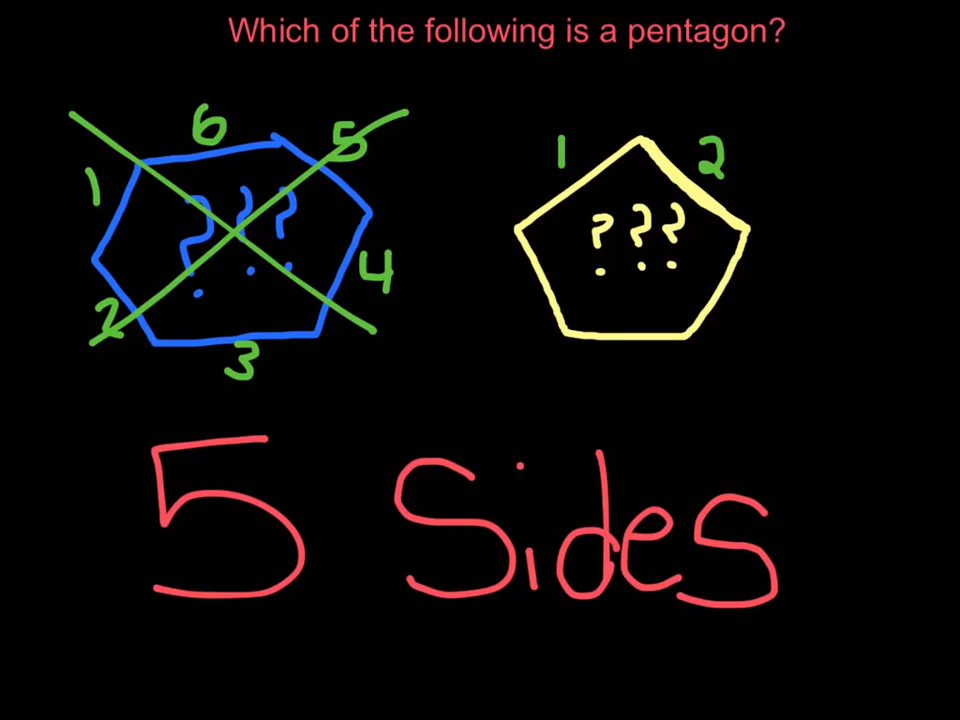 Which of the following is a pentagon?
6
5
1
2
1
? ? ?
? ? ?
4
2
3
5 Sides